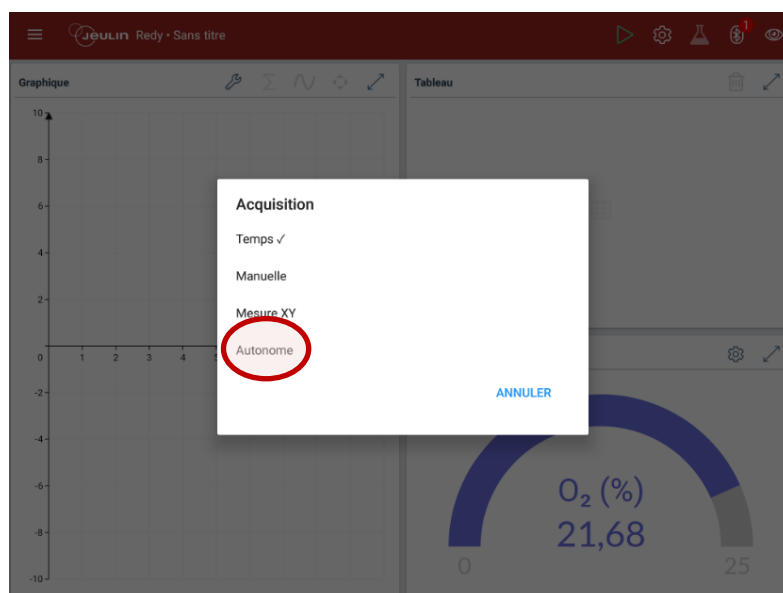 Jeulin Redy • Sans titre
1
Graphique
Tableau
10
8
6
4
2
0
1 2 3 4 5
-2
-4
-6
-8
-10
Acquisition
Temps ✓
Manuelle
Mesure XY
Autonome
ANNULER
O₂ (%)
21,68
0
25